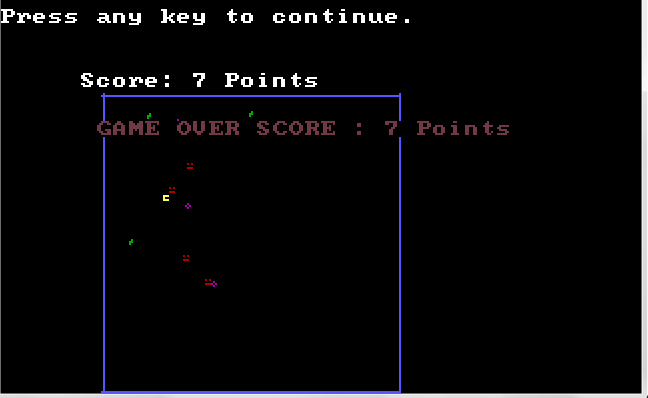 Press any key to continue.
Score: 7 Points
GAME OVER SCORE : 7 Points